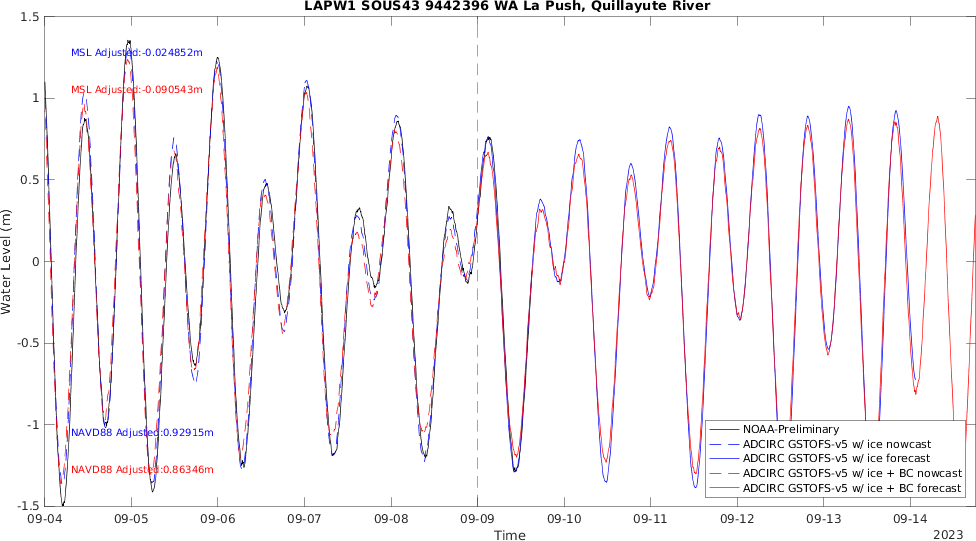 LAPW1 SOUS43 9442396 WA La Push, Quillayute River
1.5
1
0.5
0
-0.5
-1
-1.5
Water Level (m)
MSL Adjusted:-0.024852m
MSL Adjusted:-0.090543m
NAVD88 Adjusted:0.92915m
NAVD88 Adjusted:0.86346m
NOAA-Preliminary
ADCIRC GSTOFS-v5 w/ ice nowcast
ADCIRC GSTOFS-v5 w/ ice forecast
ADCIRC GSTOFS-v5 w/ ice + BC nowcast
ADCIRC GSTOFS-v5 w/ ice + BC forecast
09-04 09-05 09-06 09-07 09-08 09-09 09-10 09-11 09-12 09-13 09-14
Time
2023